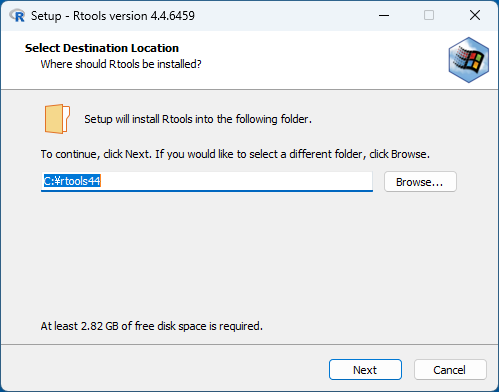 Setup - Rtools version 4.4.6459
Select Destination Location
Where should Rtools be installed?
Setup will install Rtools into the following folder.
To continue, click Next. If you would like to select a different folder, click Browse.
C:¥rtools44
Browse...
At least 2.82 GB of free disk space is required.
Next
Cancel